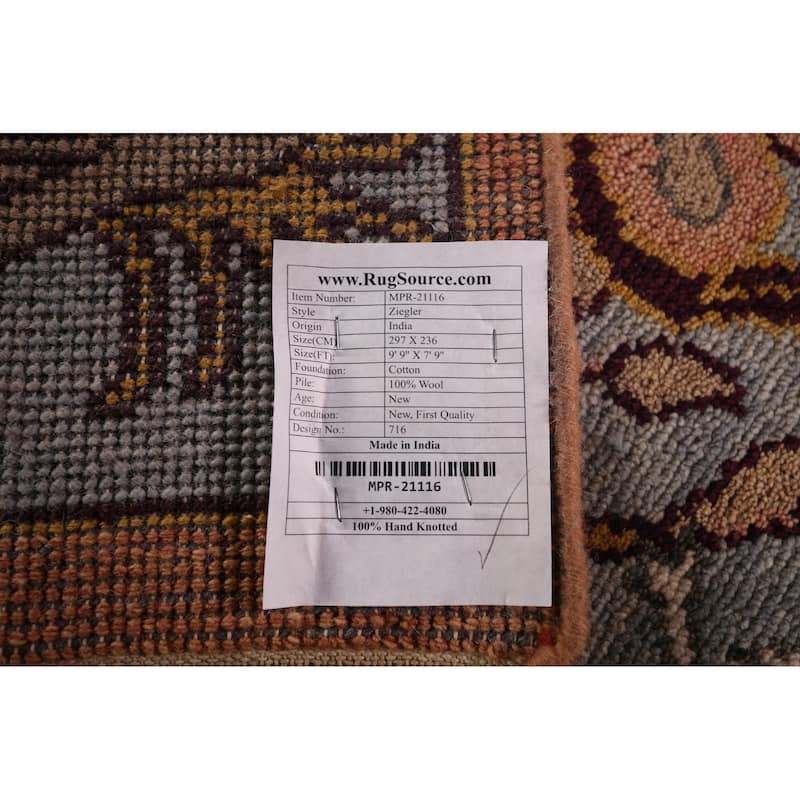 www.RugSource.com
Item Number: MPR-21116
Style Ziegler
Origin India
Size(CM) 297 X 236
Size(FT): 9' 9" X 7' 9"
Foundation: Cotton
Pile: 100% Wool
Age: New
Condition: New, First Quality
Design No.: 716
Made in India
MPR-21116
+1-980-422-4080
100% Hand Knotted